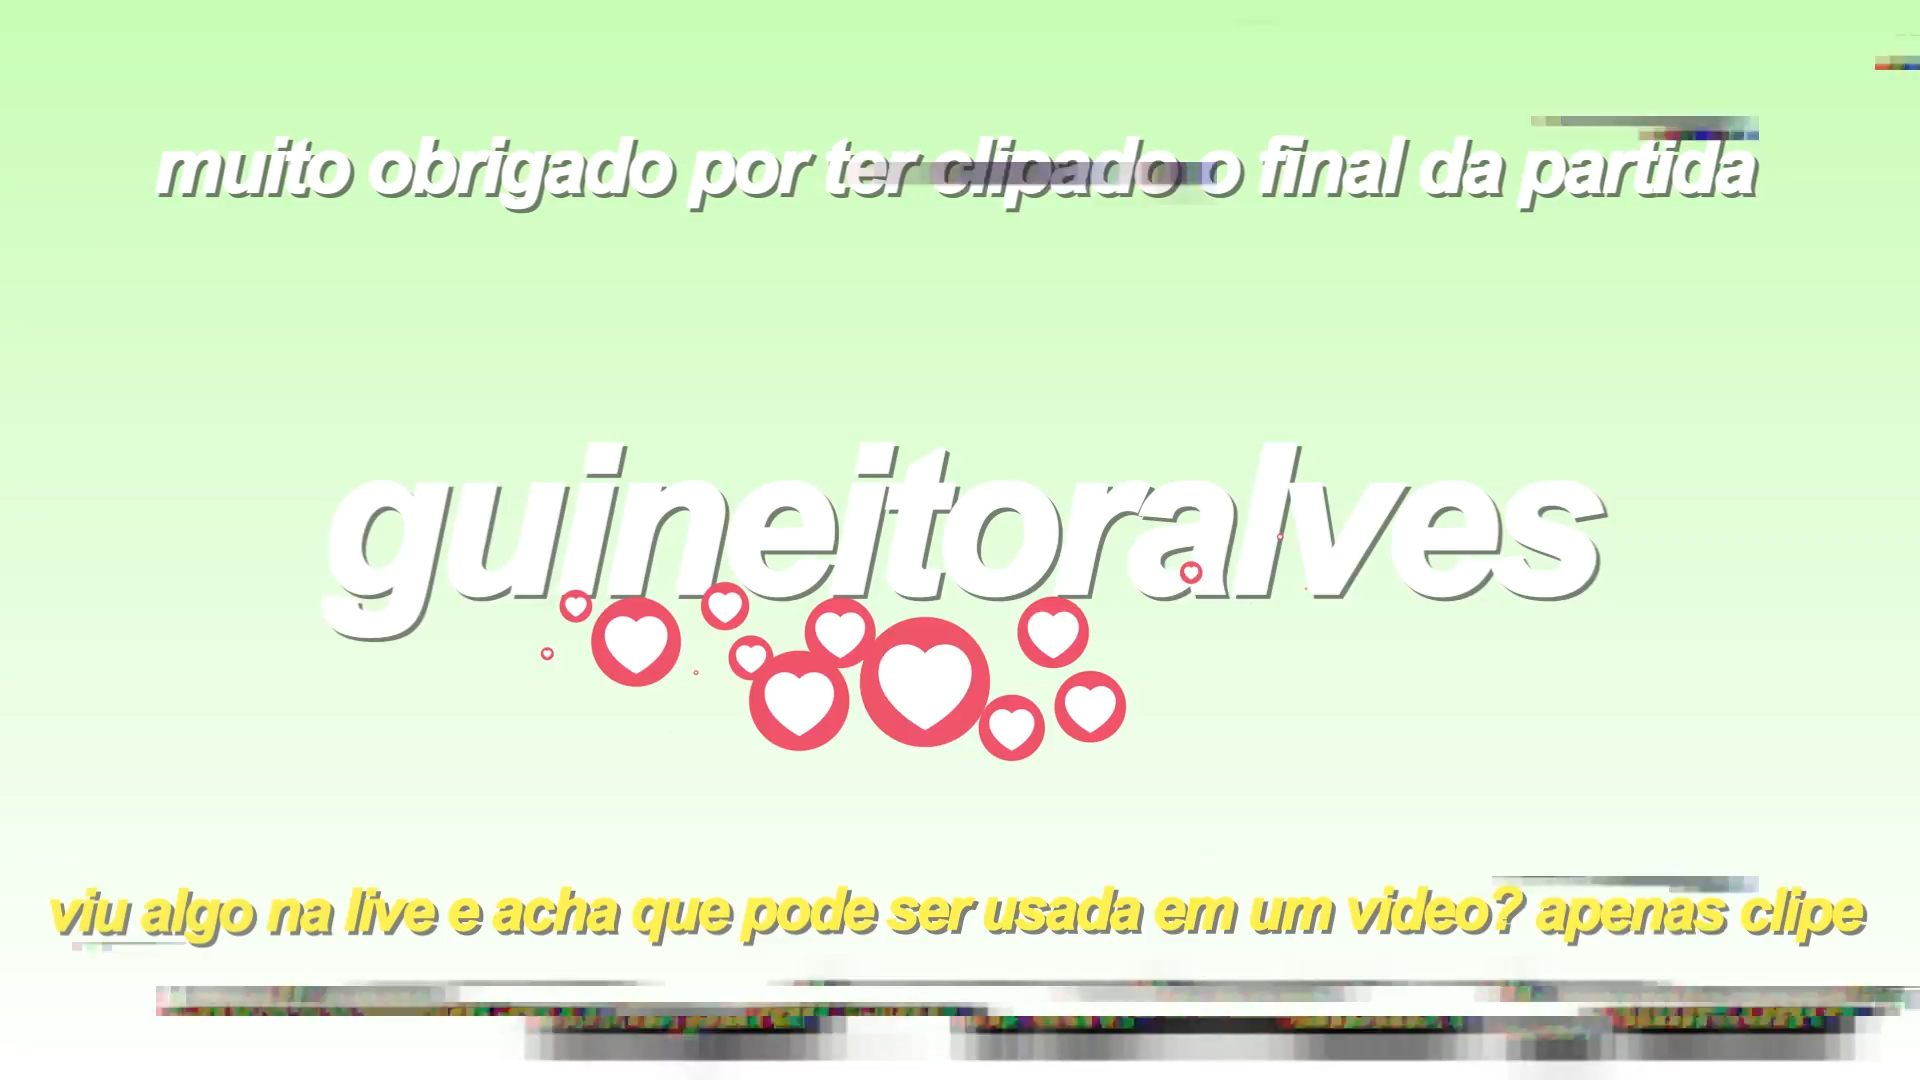 muito obrigado por ter clipado o final da partida
guineitoralves
viu algo na live e acha que pode ser usada em um video? apenas clipe